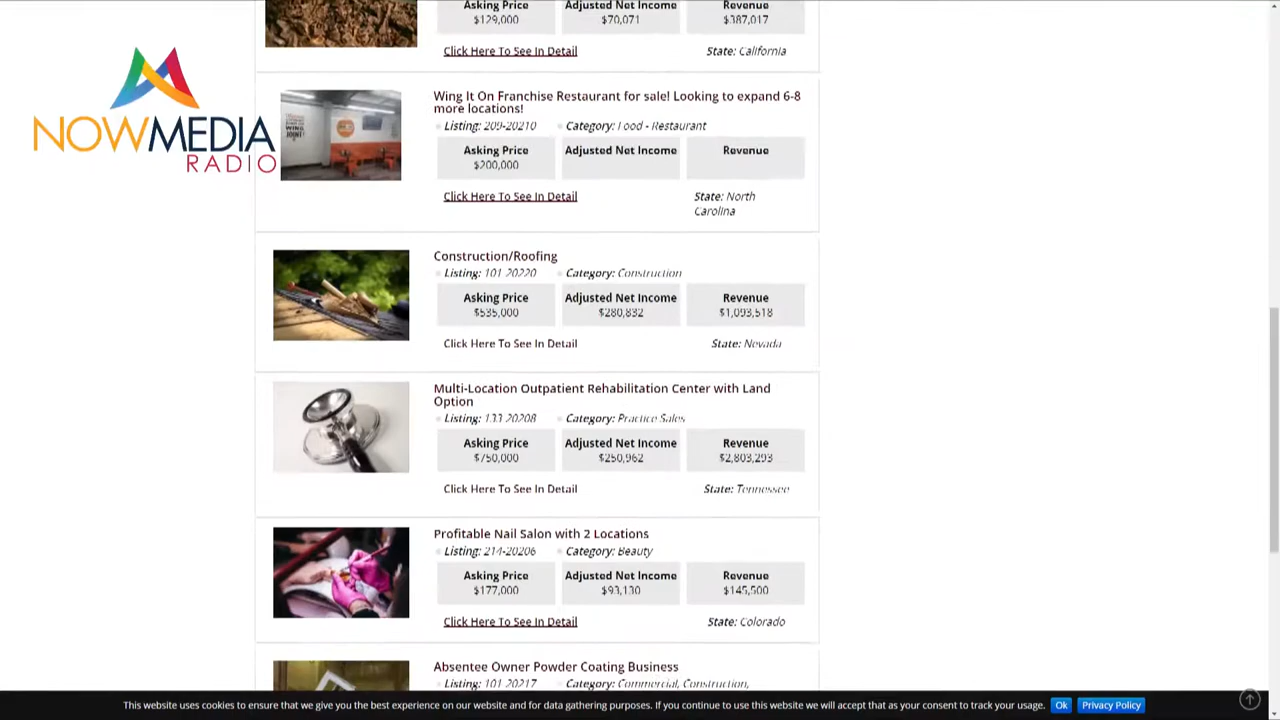 Asking Price Adjusted Net Income Revenue
$129,000 $70,071 $387,017
Click Here To See In Detail State: California
Wing It On Franchise Restaurant for sale! Looking to expand 6-8
more locations!
Listing: 209-20210 Category: Food - Restaurant
Asking Price Adjusted Net Income Revenue
$200,000
Click Here To See In Detail State: North
Carolina
NOWMEDIA
RADIO
Construction/Roofing
Listing: 101-20220 Category: Construction
Asking Price Adjusted Net Income Revenue
$535,000 $280,832 $1,093,518
Click Here To See In Detail State: Nevada
Multi-Location Outpatient Rehabilitation Center with Land
Option
Listing: 133-20208 Category: Practice Sales
Asking Price Adjusted Net Income Revenue
$750,000 $250,962 $2,803,293
Click Here To See In Detail State: Tennessee
Profitable Nail Salon with 2 Locations
Listing: 214-20206 Category: Beauty
Asking Price Adjusted Net Income Revenue
$177,000 $93,130 $145,500
Click Here To See In Detail State: Colorado
Absentee Owner Powder Coating Business
Listing: 101-20217 Category: Commercial, Construction,
This website uses cookies to ensure that we give you the best experience on our website and for data gathering purposes. If you continue to use this website we will accept that as your consent to track your usage. Ok Privacy Policy